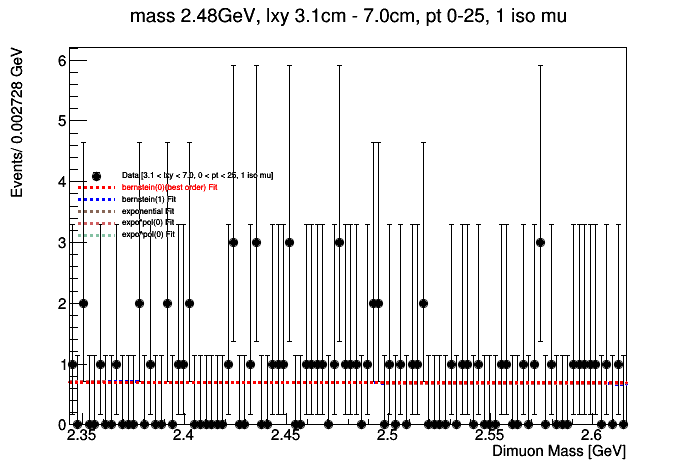 mass 2.48GeV, lxy 3.1cm - 7.0cm, pt 0-25, 1 iso mu
Events/ 0.002728 GeV
6
5
4
3
2
1
0
Data [3.1 < lxy < 7.0, 0 < pt < 25, 1 iso mu]
bernstein(0)(best order) Fit
bernstein(1) Fit
exponential Fit
expo*pol(0) Fit
expo*pol(0) Fit
2.35 2.4 2.45 2.5 2.55 2.6
Dimuon Mass [GeV]